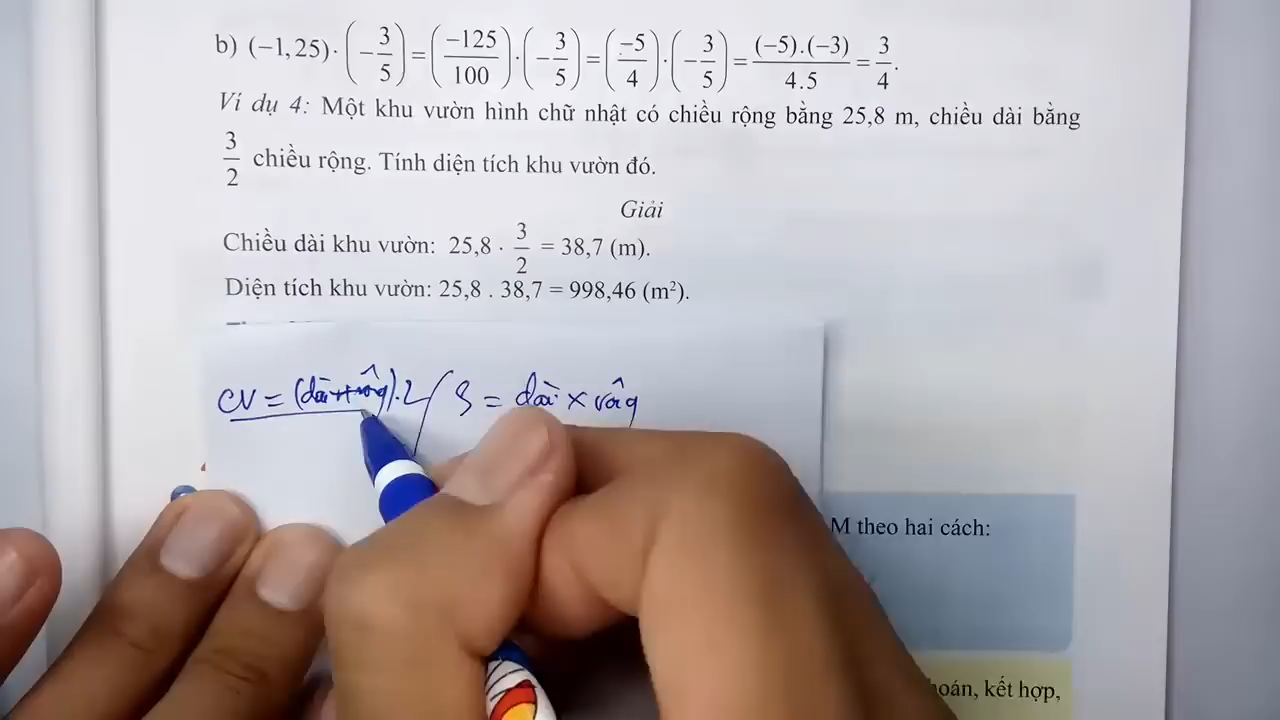 b) (−1,25)·(−3/5) = (−125/100)·(−3/5) = (−5/4)·(−3/5) = (−5).(−3)/4.5 = 3/4.
Ví dụ 4: Một khu vườn hình chữ nhật có chiều rộng bằng 25,8 m, chiều dài bằng
3/2 chiều rộng. Tính diện tích khu vườn đó.
Giải
Chiều dài khu vườn: 25,8 · 3/2 = 38,7 (m).
Diện tích khu vườn: 25,8 . 38,7 = 998,46 (m²).
CV = (dài+rộng).2 / S = dài × rộng
M theo hai cách:
hoán, kết hợp,